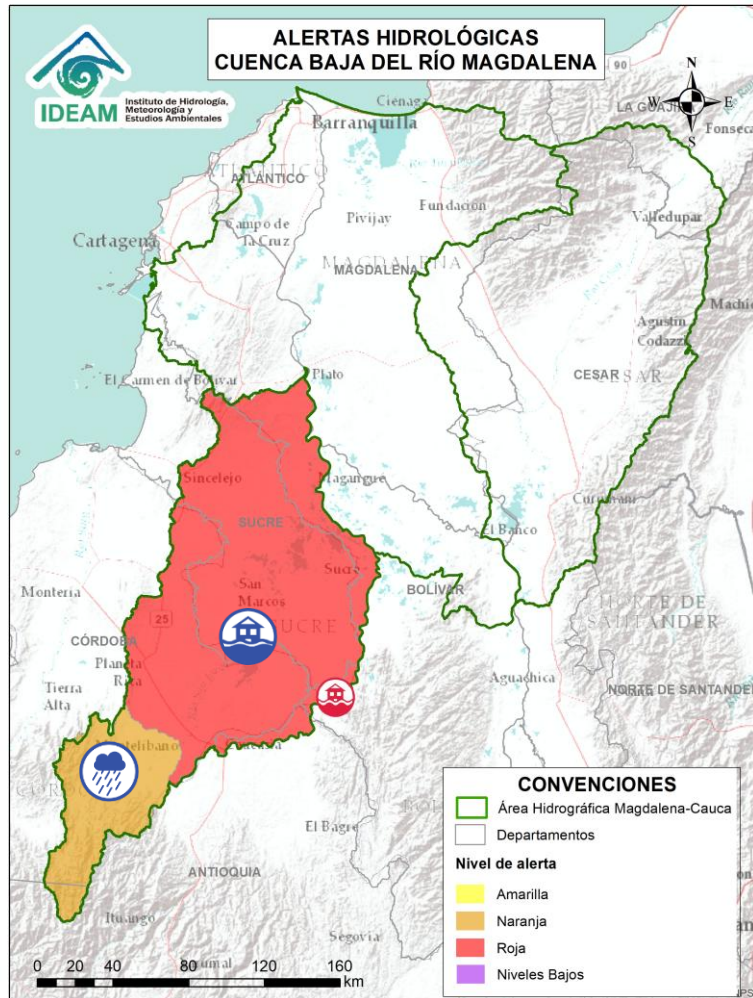 ALERTAS HIDROLÓGICAS
CUENCA BAJA DEL RÍO MAGDALENA
IDEAM
Instituto de Hidrología,
Meteorología y
Estudios Ambientales
N
W
E
S
90
Ciénaga
LA GUAJIRA
Barranquilla
Fonseca
ATLÁNTICO
Valledupar
Fundación
Pivijay
Campo de
la Cruz
Cartagena
MAGDALENA
MAGDALENA
Agustín
Codazzi
CESAR
CESAR
El Carmen de Bolívar
Plato
Sincelejo
Magangué
Curumaní
SUCRE
El Banco
Sucre
San
Marcos
BOLÍVAR
Montería
25
NORTE DE
SANTANDER
SUCRE
CÓRDOBA
Planeta
Rica
Aguachica
Tierra
Alta
NORTE DE SANTANDER
El Bagre
ANTIOQUIA
Ituango
Segovia
CONVENCIONES
Área Hidrográfica Magdalena-Cauca
Departamentos
Nivel de alerta
Amarilla
Naranja
Roja
Niveles Bajos
0 20 40 80 120 160
km